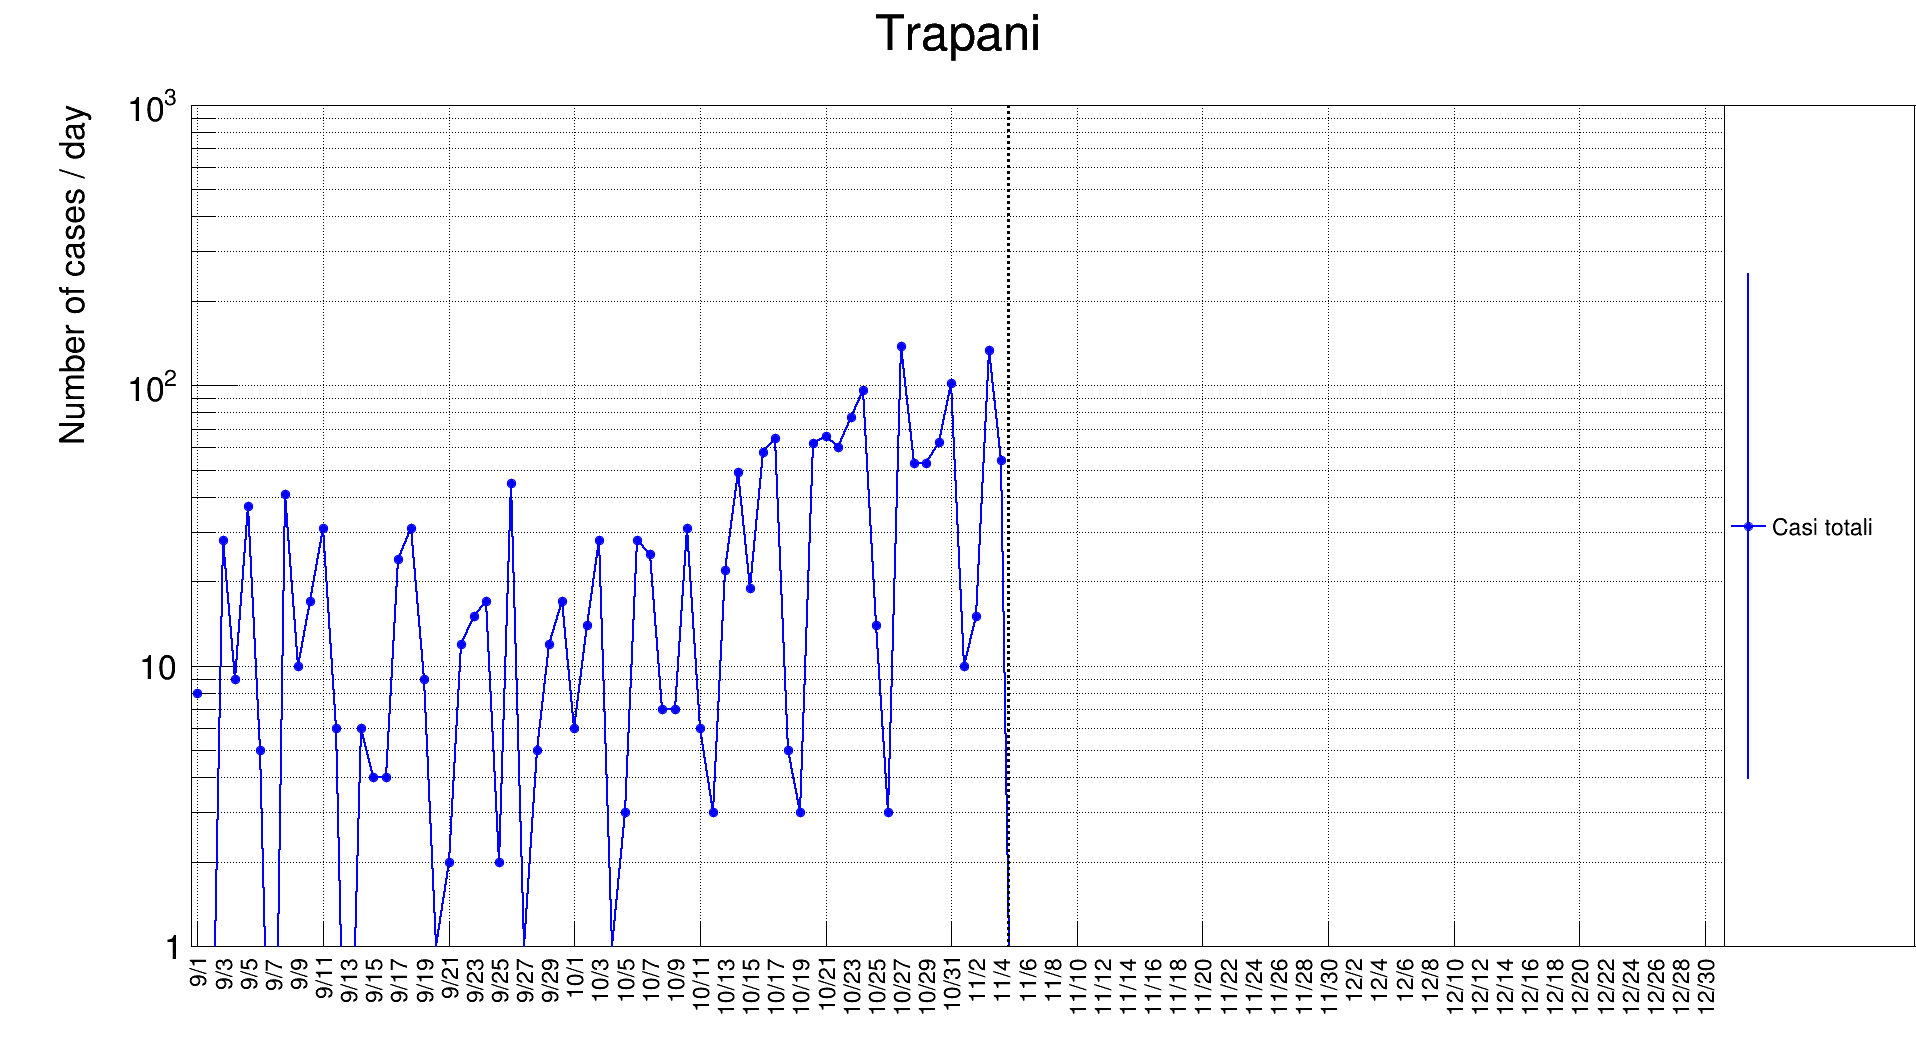 Trapani
Number of cases / day
10³
10²
10
1
9/1 9/3 9/5 9/7 9/9 9/11 9/13 9/15 9/17 9/19 9/21 9/23 9/25 9/27 9/29 10/1 10/3 10/5 10/7 10/9 10/11 10/13 10/15 10/17 10/19 10/21 10/23 10/25 10/27 10/29 10/31 11/2 11/4 11/6 11/8 11/10 11/12 11/14 11/16 11/18 11/20 11/22 11/24 11/26 11/28 11/30 12/2 12/4 12/6 12/8 12/10 12/12 12/14 12/16 12/18 12/20 12/22 12/24 12/26 12/28 12/30
Casi totali